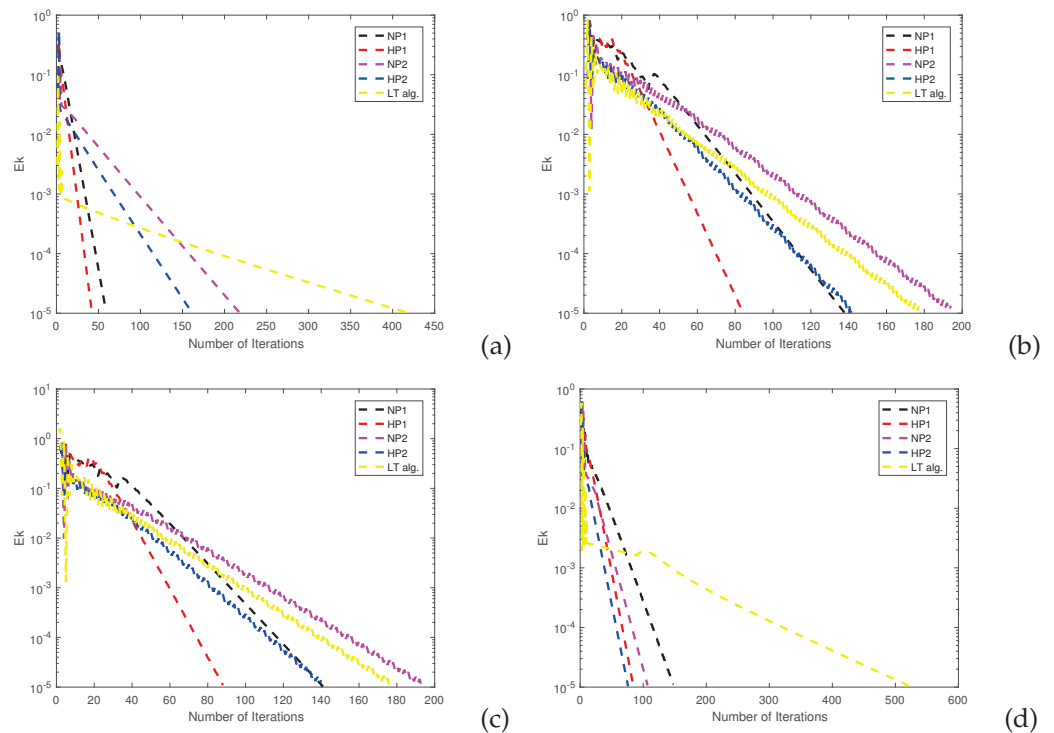 10^0
10^-1
10^-2
10^-3
10^-4
10^-5
Ek
0 50 100 150 200 250 300 350 400 450
Number of Iterations
NP1
HP1
NP2
HP2
LT alg.
(a)
10^0
10^-1
10^-2
10^-3
10^-4
10^-5
Ek
0 20 40 60 80 100 120 140 160 180 200
Number of Iterations
NP1
HP1
NP2
HP2
LT alg.
(b)
10^1
10^0
10^-1
10^-2
10^-3
10^-4
10^-5
Ek
0 20 40 60 80 100 120 140 160 180 200
Number of Iterations
NP1
HP1
NP2
HP2
LT alg.
(c)
10^0
10^-1
10^-2
10^-3
10^-4
10^-5
Ek
0 100 200 300 400 500 600
Number of Iterations
NP1
HP1
NP2
HP2
LT alg.
(d)